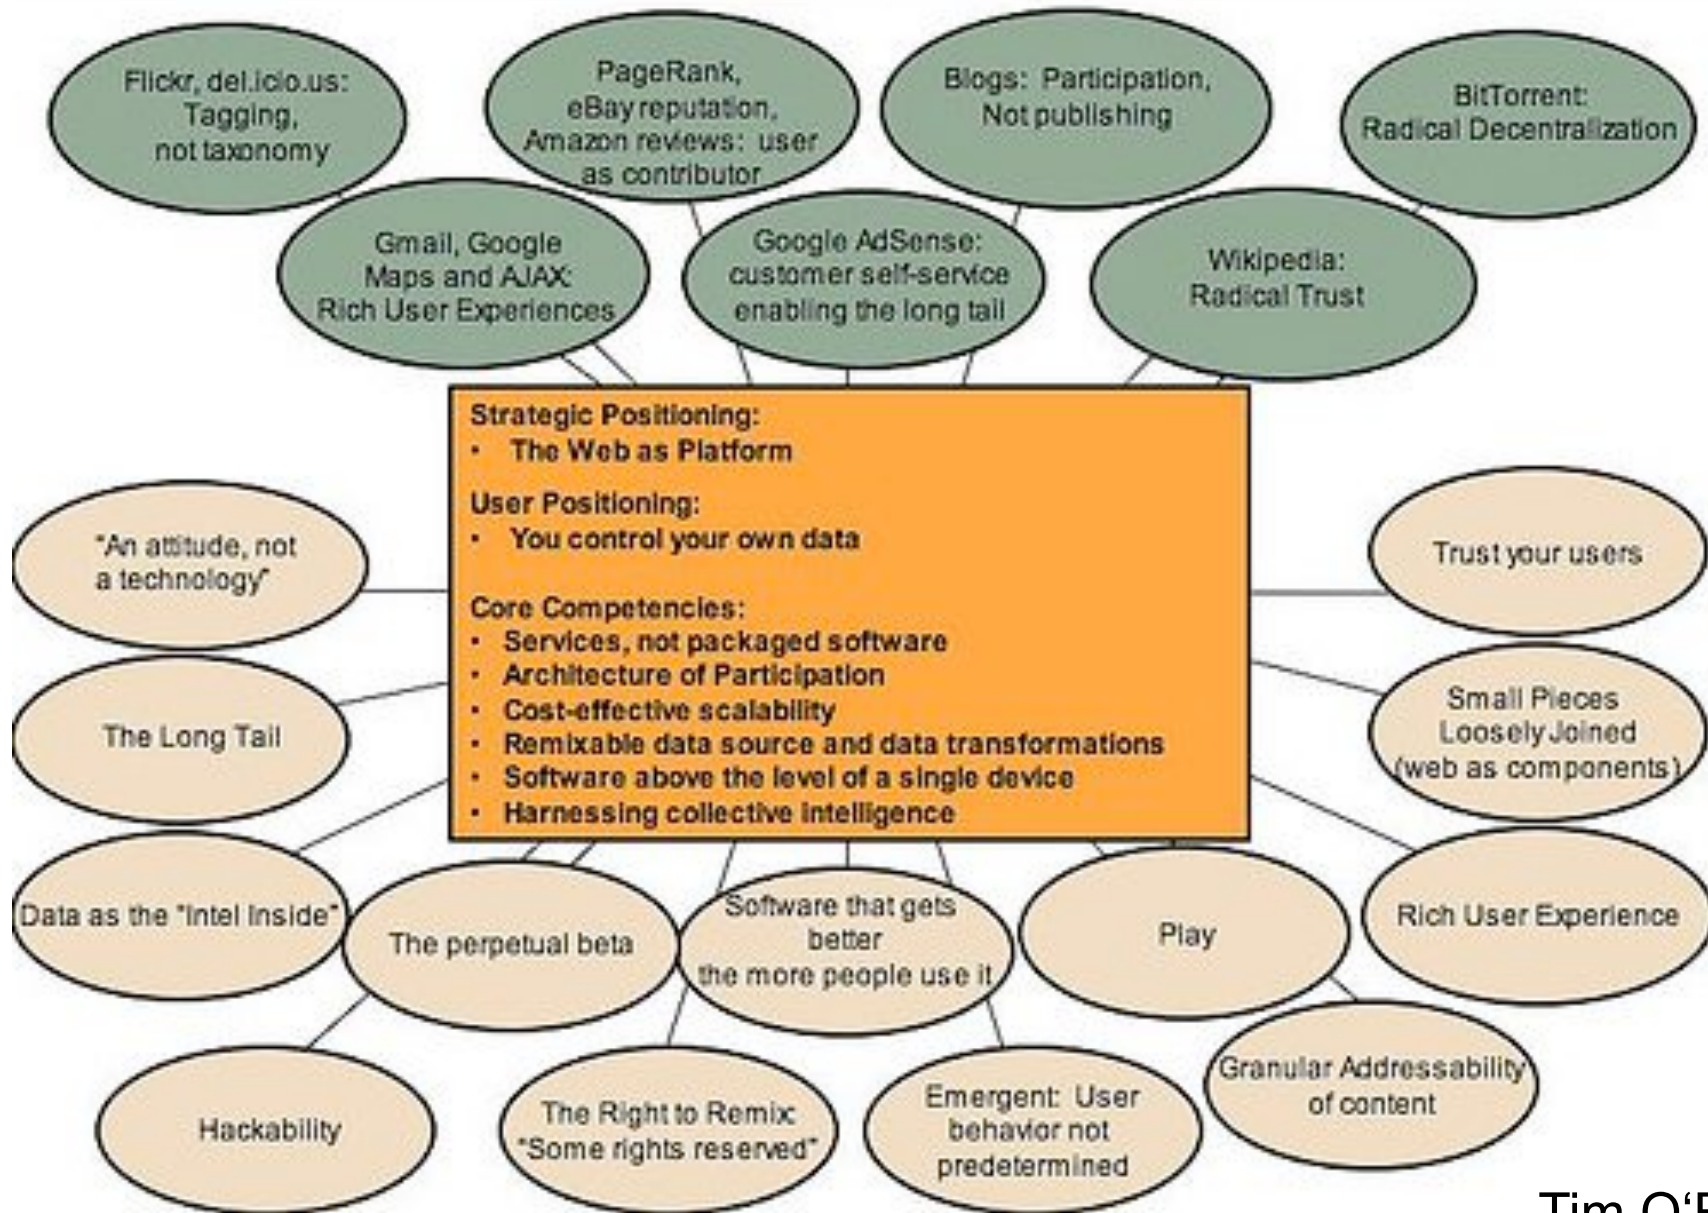 Flickr, del.icio.us:
Tagging,
not taxonomy
PageRank,
eBay reputation,
Amazon reviews: user
as contributor
Blogs: Participation,
Not publishing
BitTorrent:
Radical Decentralization
Gmail, Google
Maps and AJAX:
Rich User Experiences
Google AdSense:
customer self-service
enabling the long tail
Wikipedia:
Radical Trust
Strategic Positioning:
• The Web as Platform
User Positioning:
• You control your own data
Core Competencies:
• Services, not packaged software
• Architecture of Participation
• Cost-effective scalability
• Remixable data source and data transformations
• Software above the level of a single device
• Harnessing collective intelligence
"An attitude, not
a technology"
The Long Tail
Data as the "Intel Inside"
Trust your users
Small Pieces
Loosely Joined
(web as components)
Rich User Experience
The perpetual beta
Software that gets
better
the more people use it
Play
Hackability
The Right to Remix:
"Some rights reserved"
Emergent: User
behavior not
predetermined
Granular Addressability
of content
Tim